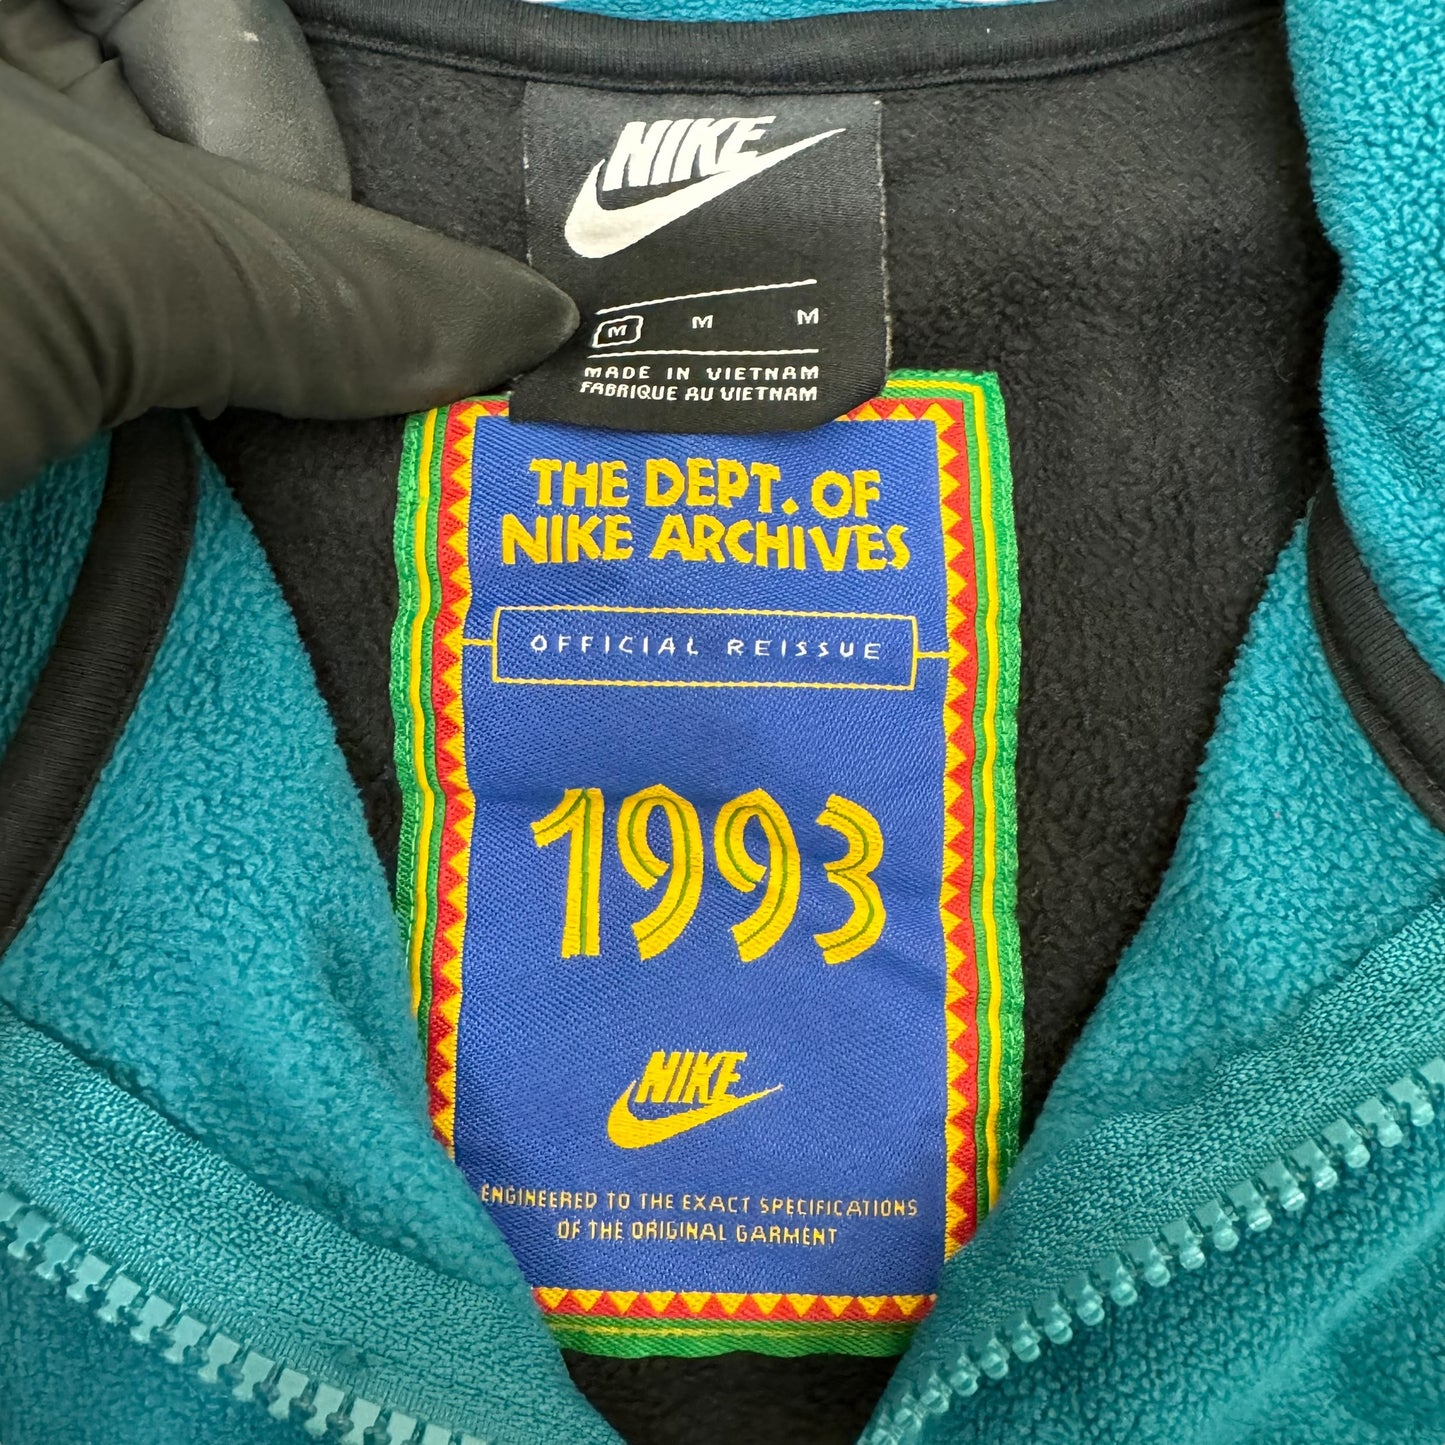 NIKE
M M M
MADE IN VIETNAM
FABRIQUE AU VIETNAM
THE DEPT. OF
NIKE ARCHIVES
OFFICIAL REISSUE
1993
NIKE
ENGINEERED TO THE EXACT SPECIFICATIONS
OF THE ORIGINAL GARMENT